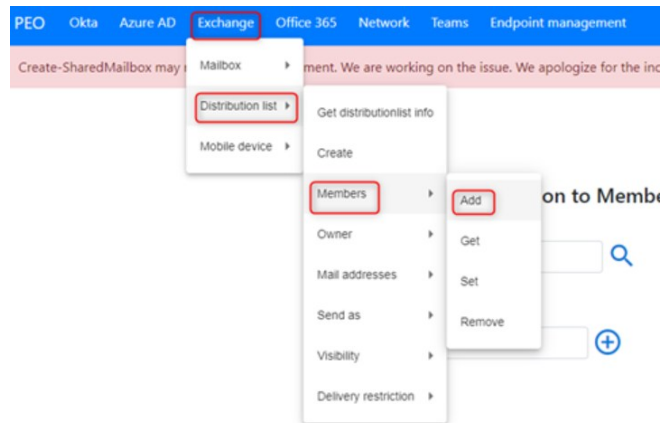 PEO Okta Azure AD Exchange Office 365 Network Teams Endpoint management
Create-SharedMailbox may ment. We are working on the issue. We apologize for the
Mailbox
Distribution list
Mobile device
Get distributionlist info
Create
Members
Owner
Mail addresses
Send as
Visibility
Delivery restriction
Add
Get
Set
Remove
on to